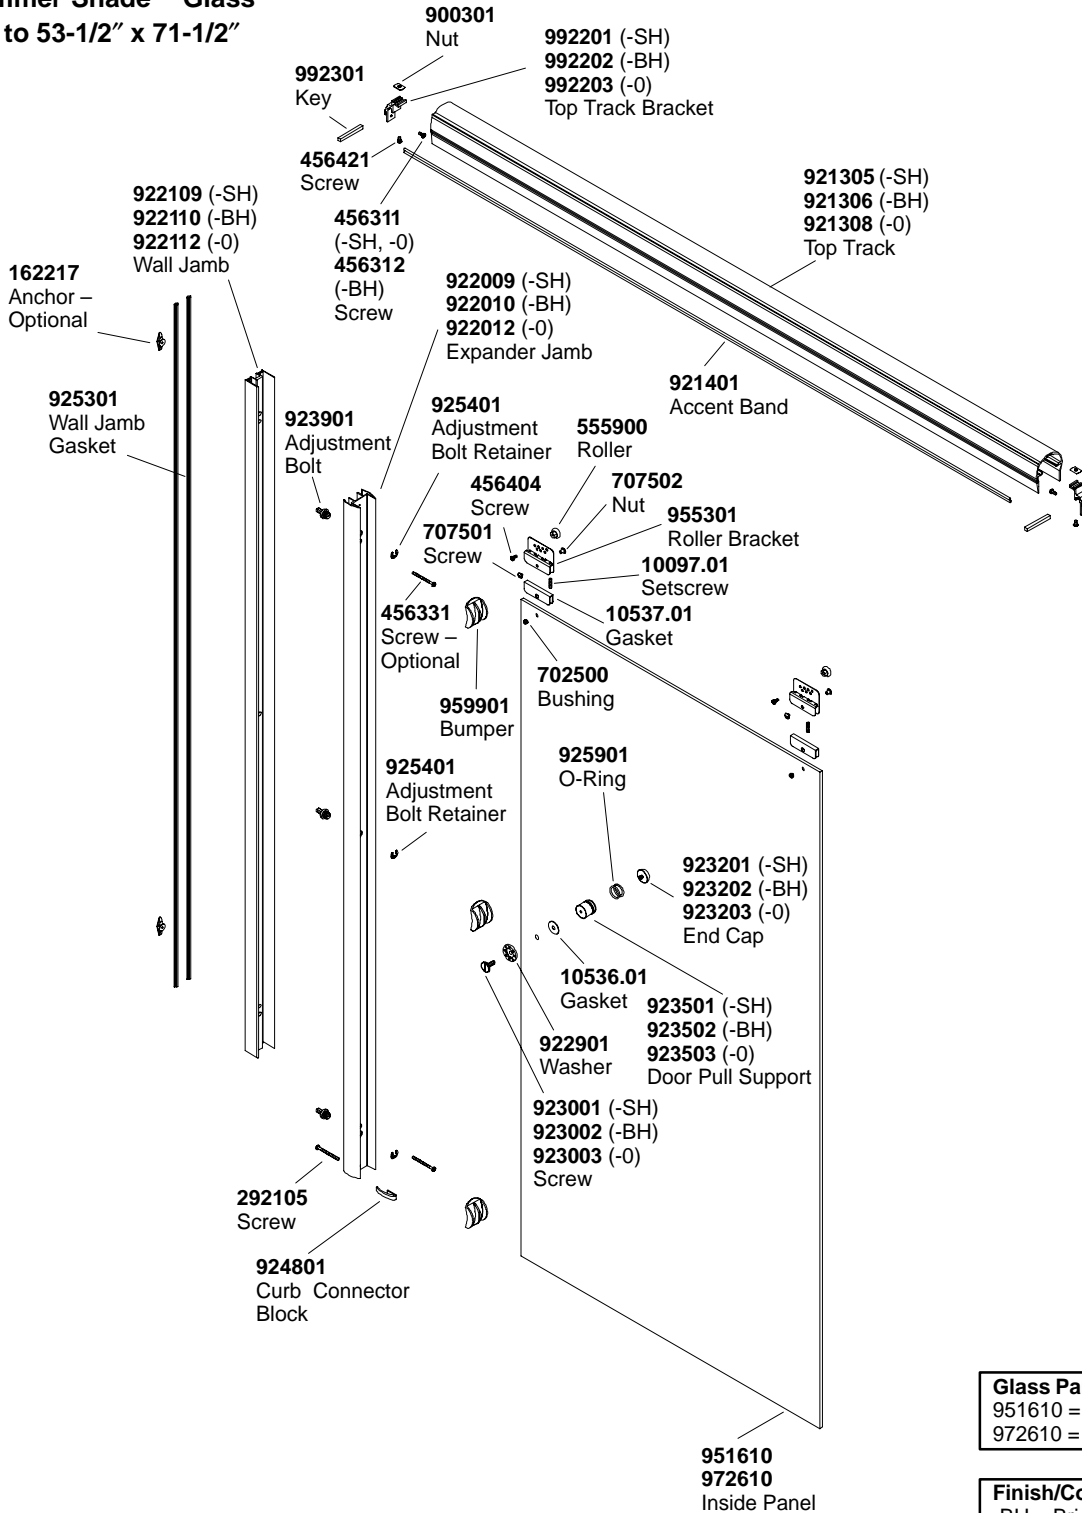 Shade™ Glass
to 53-1/2″ x 71-1/2″
900301
Nut
992201 (-SH)
992202 (-BH)
992203 (-0)
Top Track Bracket
992301
Key
456421
Screw
922109 (-SH)
922110 (-BH)
922112 (-0)
Wall Jamb
456311
(-SH, -0)
456312
(-BH)
Screw
921305 (-SH)
921306 (-BH)
921308 (-0)
Top Track
162217
Anchor –
Optional
922009 (-SH)
922010 (-BH)
922012 (-0)
Expander Jamb
921401
Accent Band
925301
Wall Jamb
Gasket
923901
Adjustment
Bolt
925401
Adjustment
Bolt Retainer
555900
Roller
456404
Screw
707502
Nut
707501
Screw
955301
Roller Bracket
10097.01
Setscrew
456331
Screw –
Optional
10537.01
Gasket
702500
Bushing
959901
Bumper
925401
Adjustment
Bolt Retainer
925901
O-Ring
923201 (-SH)
923202 (-BH)
923203 (-0)
End Cap
10536.01
Gasket
923501 (-SH)
923502 (-BH)
923503 (-0)
Door Pull Support
922901
Washer
923001 (-SH)
923002 (-BH)
923003 (-0)
Screw
292105
Screw
924801
Curb Connector
Block
951610
972610
Inside Panel
Glass
951610 =
972610 =